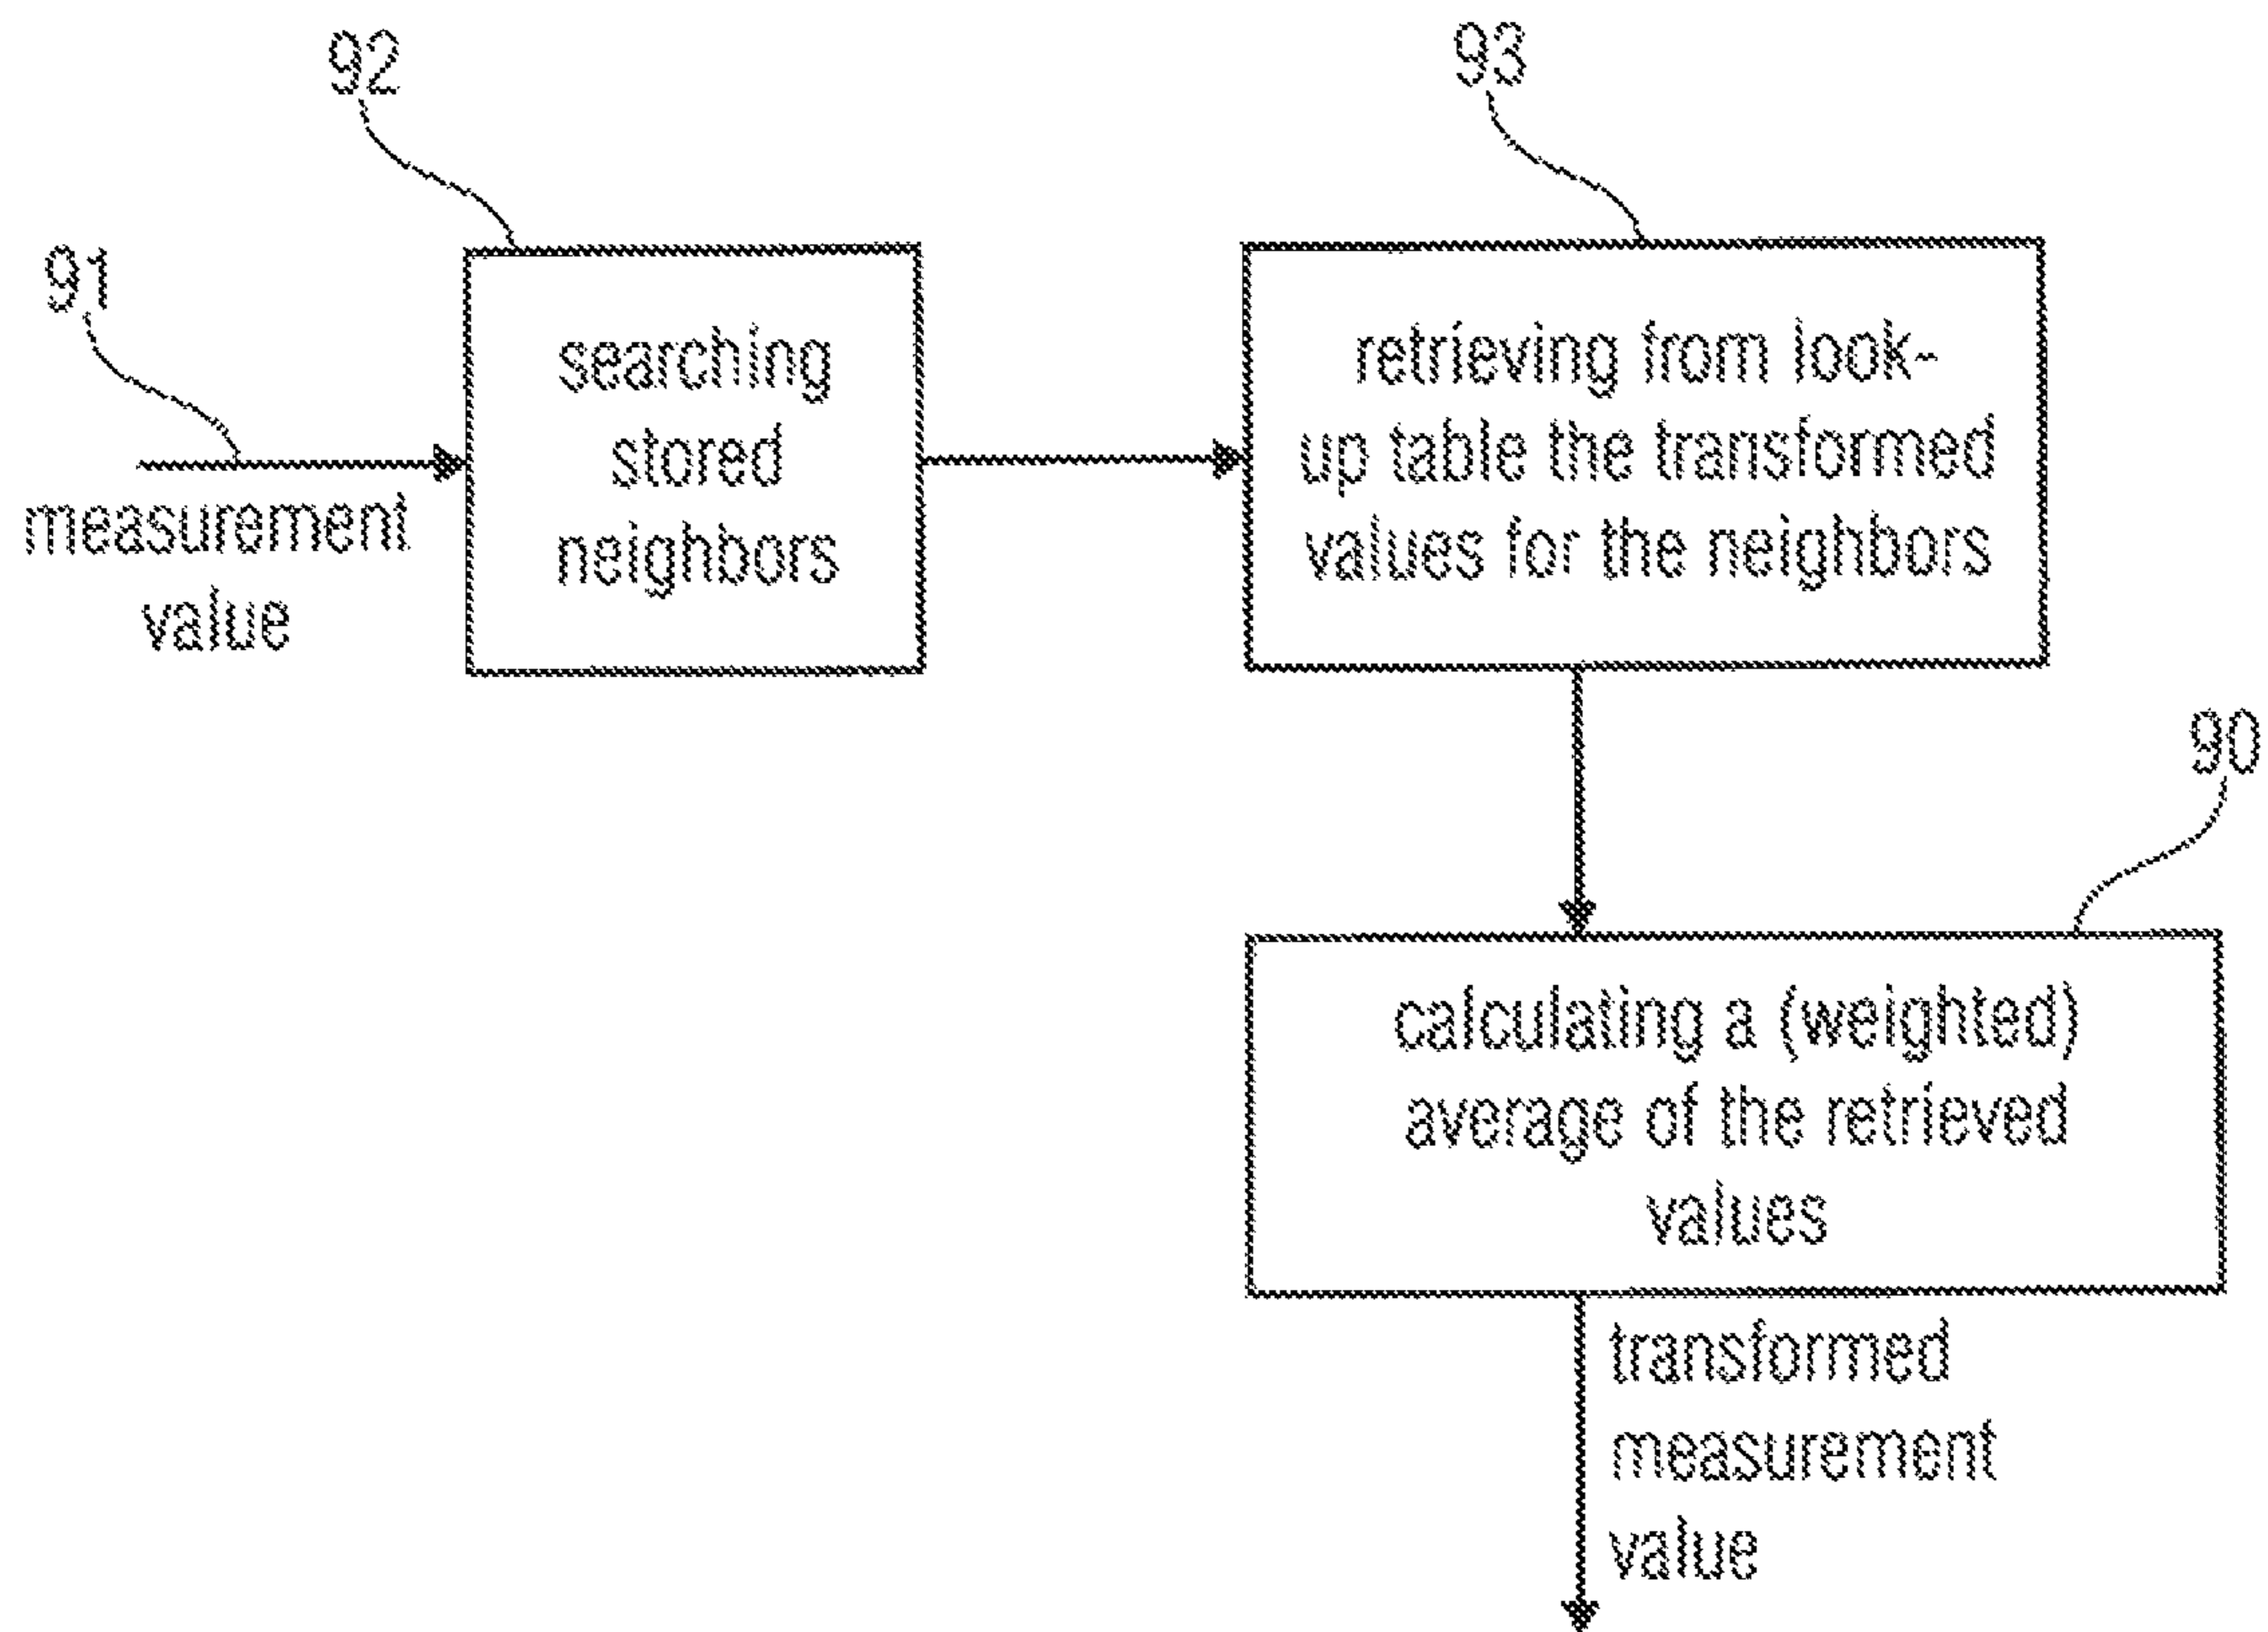 92
93
91
measurement
value
searching
stored
neighbors
retrieving from look-
up table the transformed
values for the neighbors
90
calculating a (weighted)
average of the retrieved
values
transformed
measurement
value